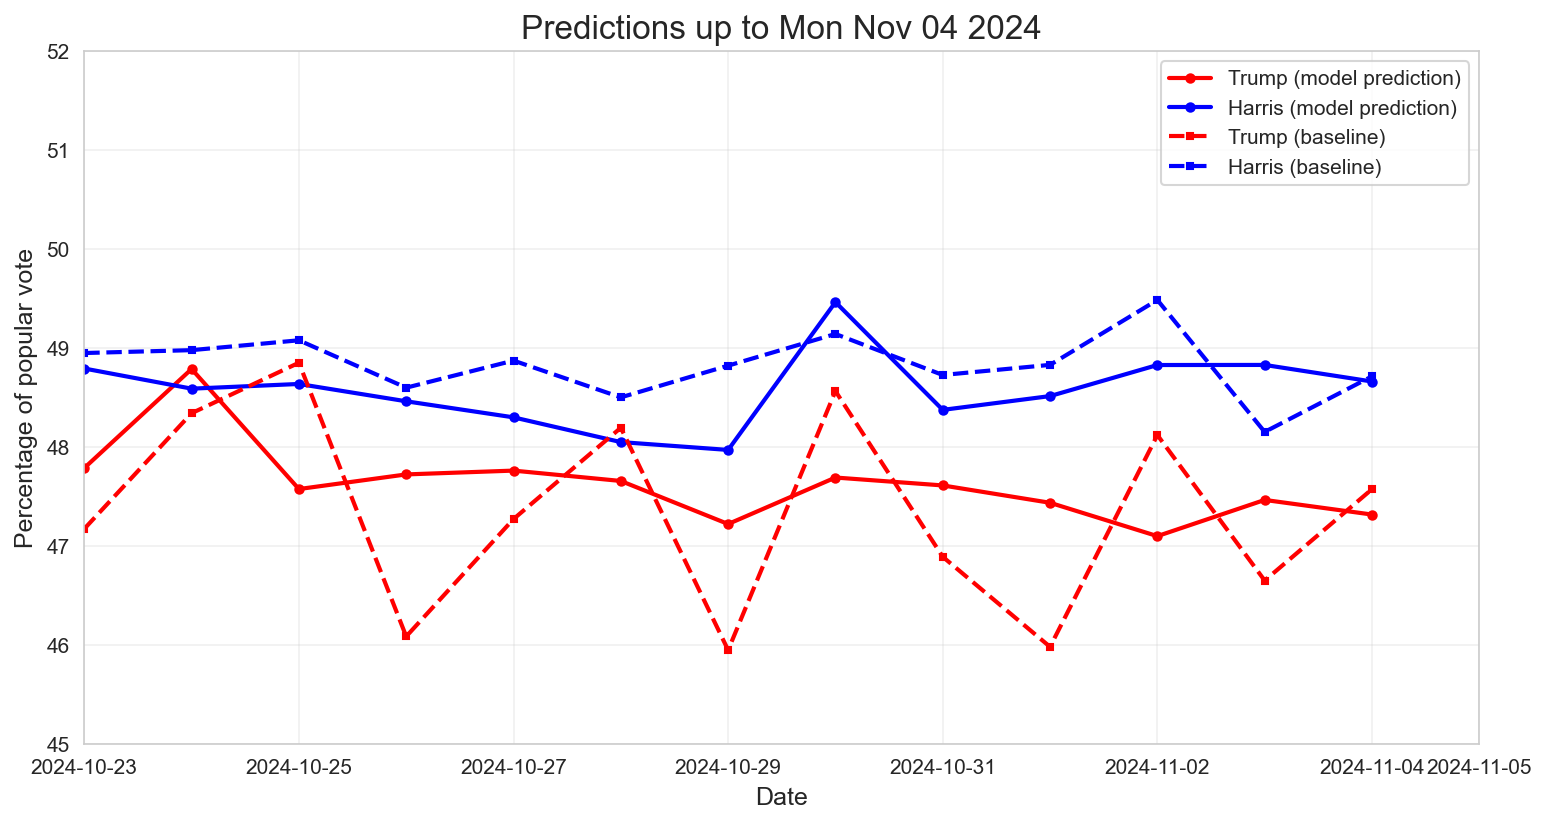 Predictions up to Mon Nov 04 2024
Trump (model prediction)
Harris (model prediction)
Trump (baseline)
Harris (baseline)
Percentage of popular vote
52
51
50
49
48
47
46
45
2024-10-23
2024-10-25
2024-10-27
2024-10-29
2024-10-31
2024-11-02
2024-11-04
2024-11-05
Date